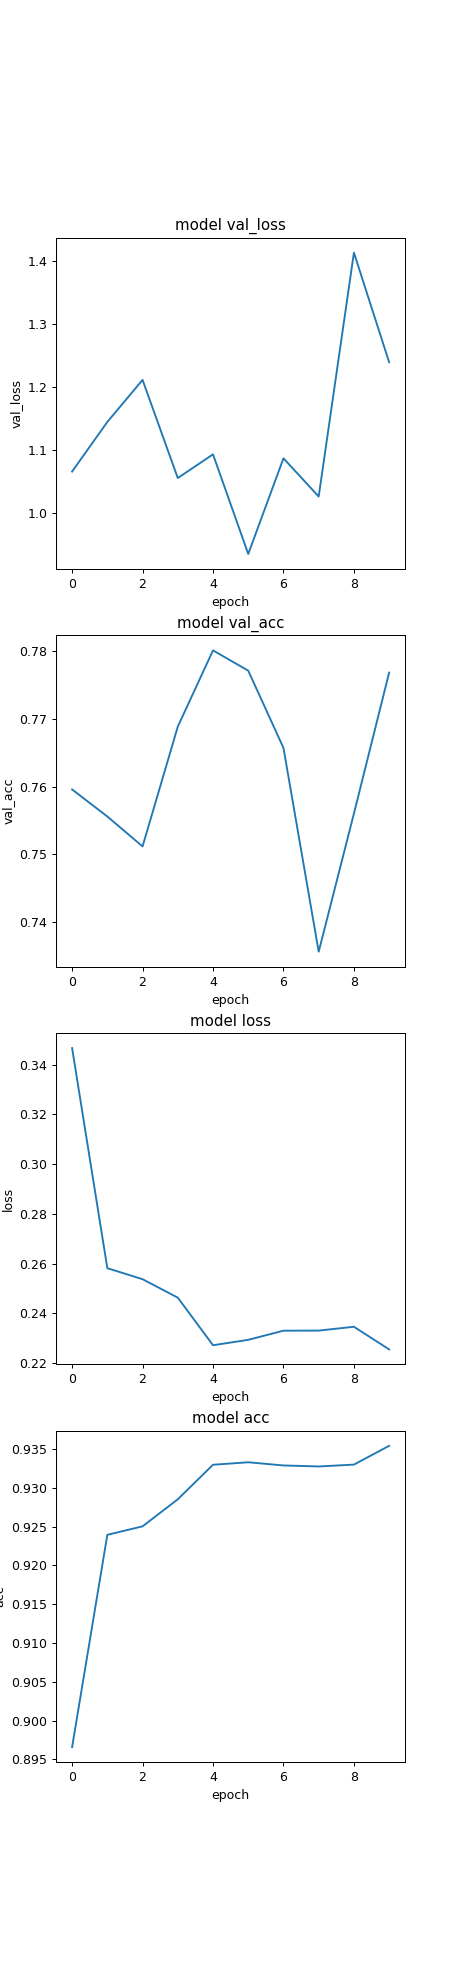 model val_loss
1.4
1.3
1.2
1.1
1.0
val_loss
0 2 4 6 8
epoch
model val_acc
0.78
0.77
0.76
0.75
0.74
val_acc
0 2 4 6 8
epoch
model loss
0.34
0.32
0.30
0.28
0.26
0.24
0.22
loss
0 2 4 6 8
epoch
model acc
0.935
0.930
0.925
0.920
0.915
0.910
0.905
0.900
0.895
acc
0 2 4 6 8
epoch